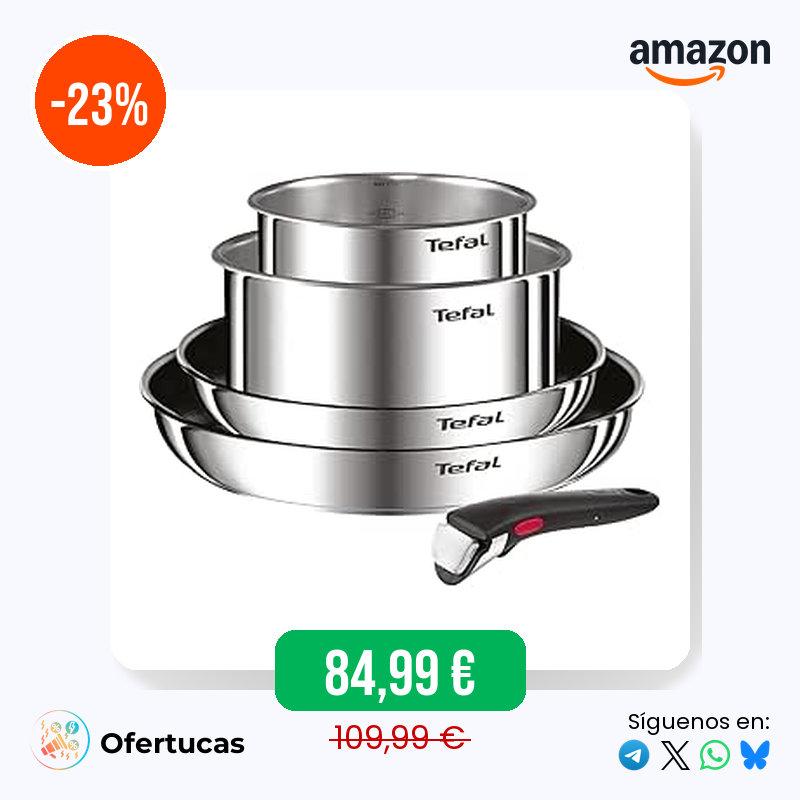 -23%
amazon
Tefal
Tefal
Tefal
Tefal
84,99 €
109,99 €
Ofertucas
Síguenos en: